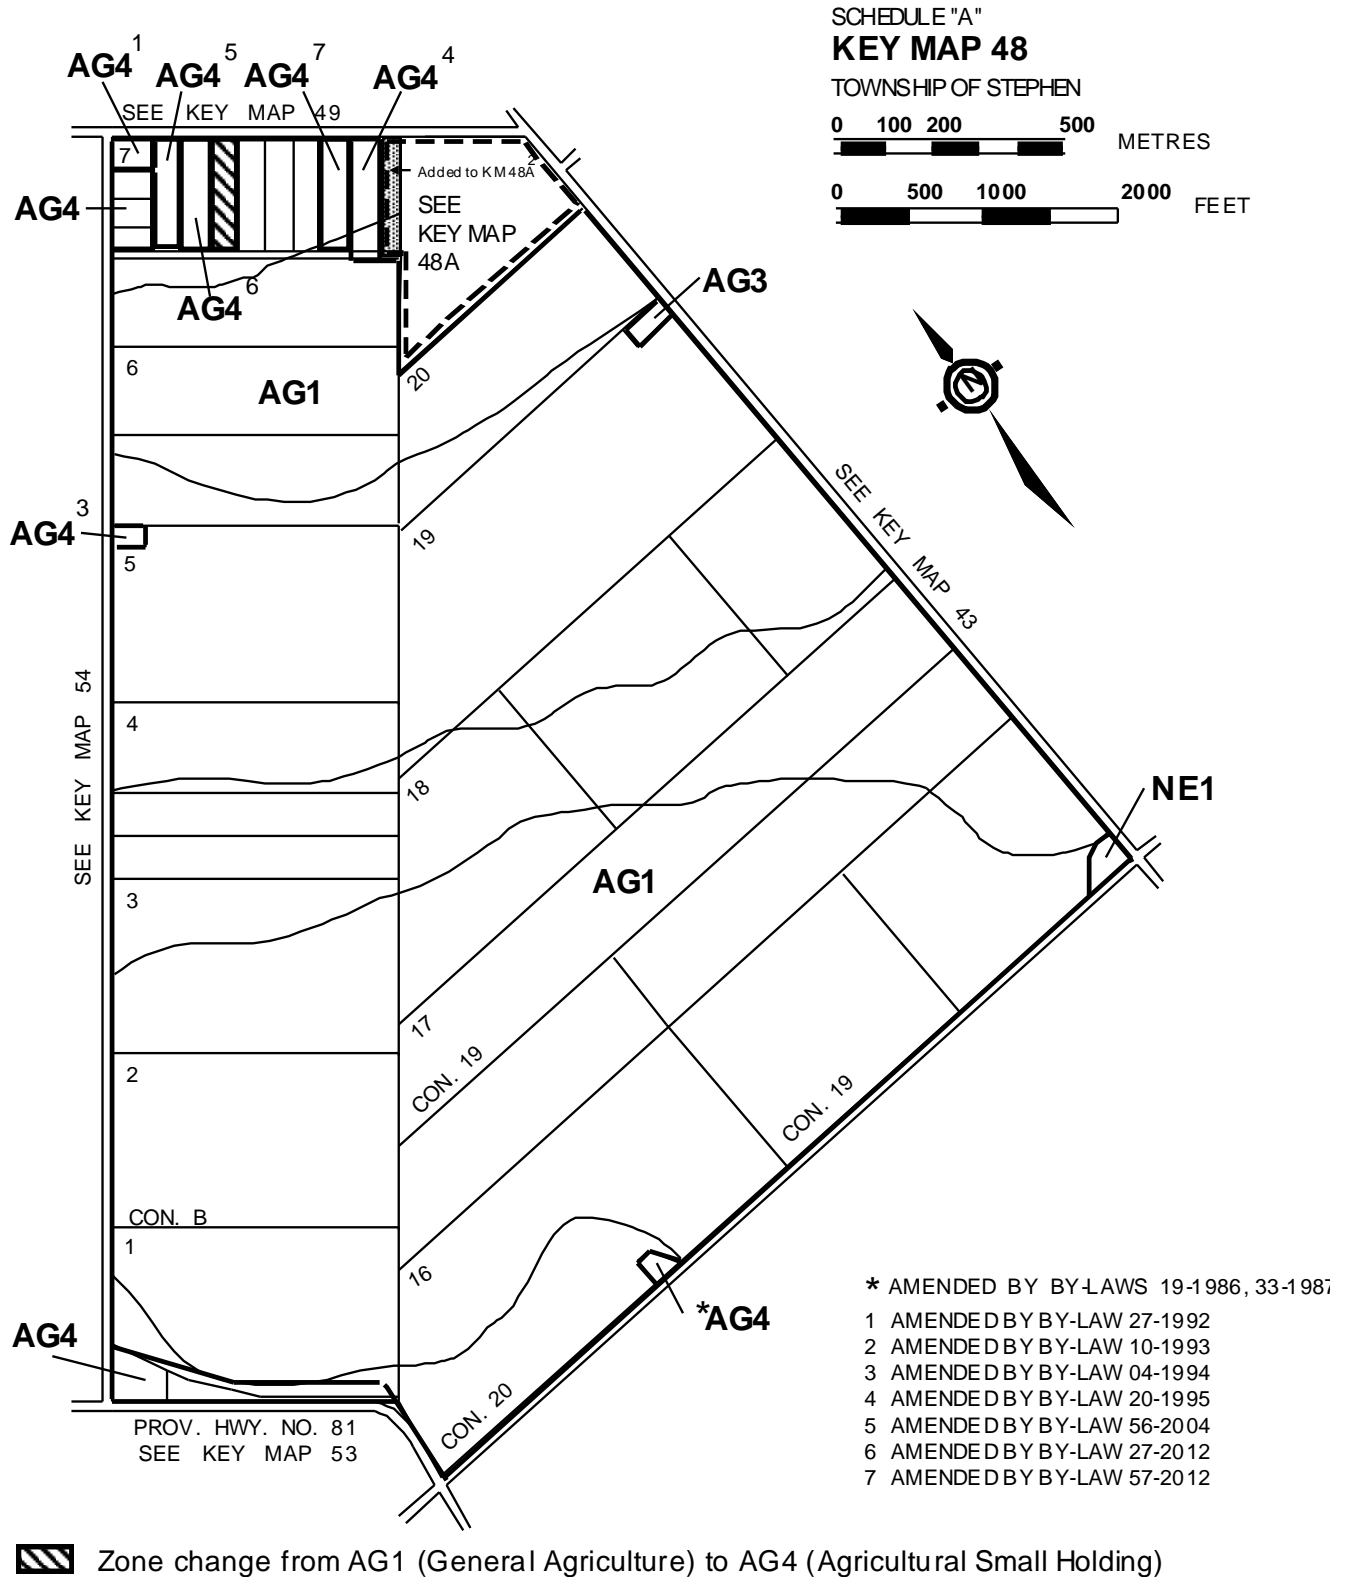 SCHEDULE "A"
KEY MAP 48
TOWNSHIP OF STEPHEN
0 100 200 500 METRES
0 500 1000 2000 FEET
AG4 1 AG4 5 AG4 7 AG4 4
SEE KEY MAP 49
7
Added to KM48A 2
SEE
KEY MAP
48A
AG4
AG4 6
AG3
N
6
AG1
20
AG4 3
5
19
SEE KEY MAP 43
SEE KEY MAP 54
4
18
NE1
3
AG1
17
CON. 19
2
CON. 19
CON. B
1
16
*AG4
AG4
CON. 20
PROV. HWY. NO. 81
SEE KEY MAP 53
* AMENDED BY BY-LAWS 19-1986, 33-1987
1 AMENDED BY BY-LAW 27-1992
2 AMENDED BY BY-LAW 10-1993
3 AMENDED BY BY-LAW 04-1994
4 AMENDED BY BY-LAW 20-1995
5 AMENDED BY BY-LAW 56-2004
6 AMENDED BY BY-LAW 27-2012
7 AMENDED BY BY-LAW 57-2012
Zone change from AG1 (General Agriculture) to AG4 (Agricultural Small Holding)